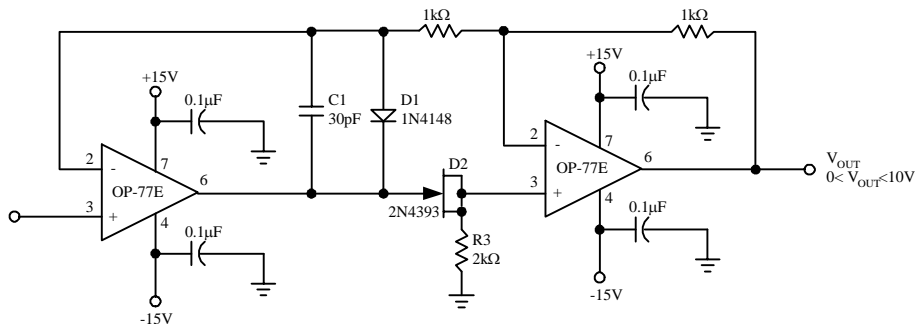 1kΩ
1kΩ
+15V
0.1µF
C1
30pF
D1
1N4148
+15V
0.1µF
2
-
7
OP-77E
6
3
+
4
D2
2N4393
2
-
7
OP-77E
6
3
+
4
V_OUT
0< V_OUT<10V
0.1µF
R3
2kΩ
0.1µF
-15V
-15V